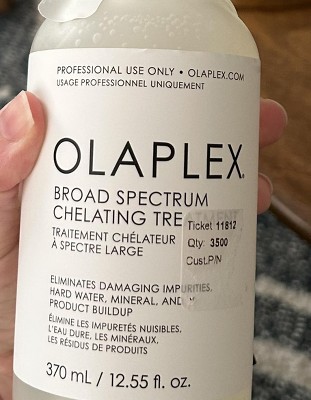 PROFESSIONAL USE ONLY • OLAPLEX.COM
USAGE PROFESSIONNEL UNIQUEMENT
OLAPLEX.
BROAD SPECTRUM
CHELATING TREATMENT
TRAITEMENT CHÉLATEUR
À SPECTRE LARGE
Ticket 11812
Qty: 3500
Cust.P/N
ELIMINATES DAMAGING IMPURITIES,
HARD WATER, MINERAL, AND
PRODUCT BUILDUP
ÉLIMINE LES IMPURETÉS NUISIBLES,
L'EAU DURE, LES MINÉRAUX,
LES RÉSIDUS DE PRODUITS
370 mL / 12.55 fl. oz.